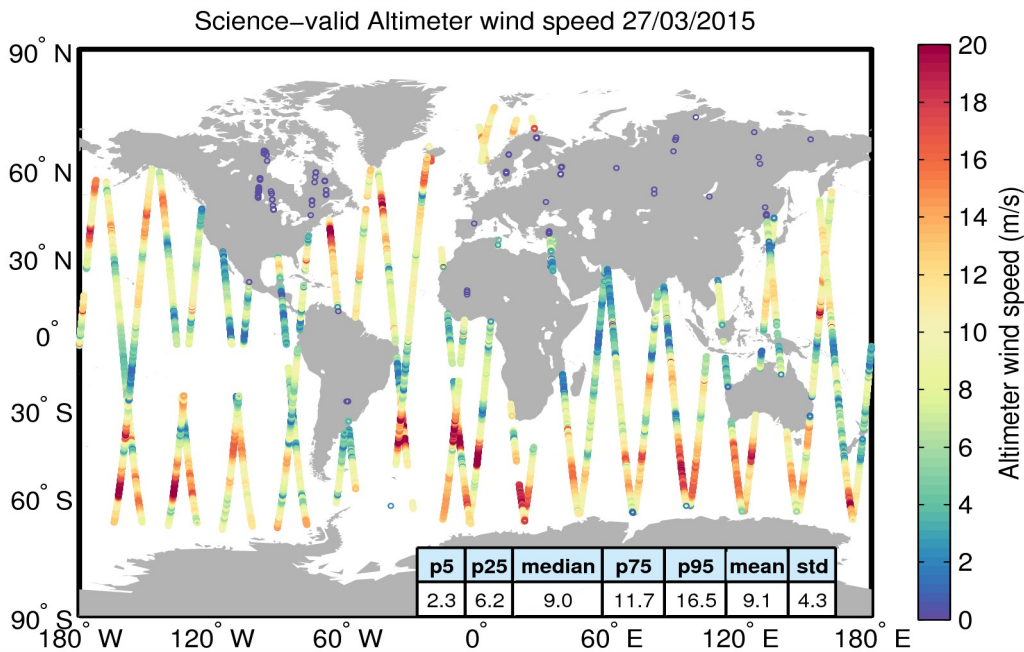 Science−valid Altimeter wind speed 27/03/2015
90° N
60° N
30° N
0°
30° S
60° S
90° S
180° W
120° W
60° W
0°
60° E
120° E
180° E
p5 p25 median p75 p95 mean std
2.3 6.2 9.0 11.7 16.5 9.1 4.3
20
18
16
14
12
10
8
6
4
2
0
Altimeter wind speed (m/s)